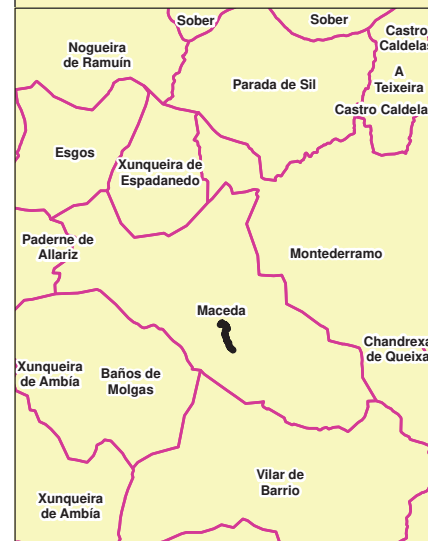 Sober
Sober
Castro
Caldelas
Nogueira
de Ramuín
Parada de Sil
A
Teixeira
Castro Caldela
Esgos
Xunqueira de
Espadanedo
Paderne de
Allariz
Montederramo
Maceda
Chandrexa
de Queixa
Xunqueira
de Ambía
Baños de
Molgas
Vilar de
Barrio
Xunqueira
de Ambía